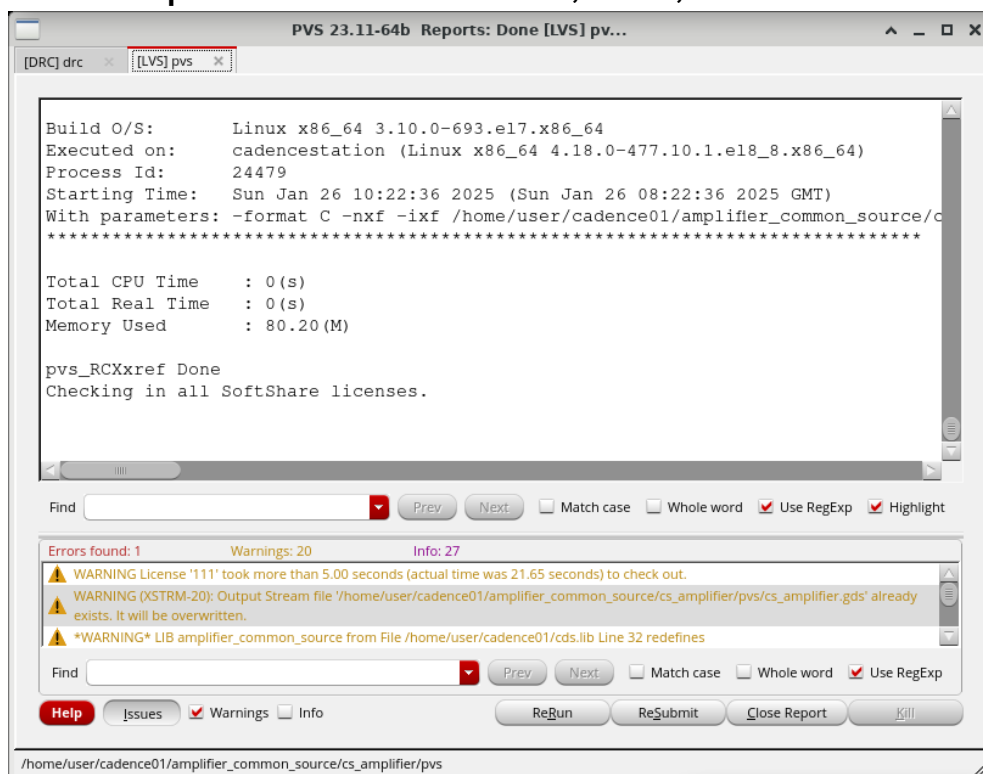 PVS 23.11-64b Reports: Done [LVS] pv...
[DRC] drc [LVS] pvs
Build O/S: Linux x86_64 3.10.0-693.el7.x86_64
Executed on: cadencestation (Linux x86_64 4.18.0-477.10.1.el8_8.x86_64)
Process Id: 24479
Starting Time: Sun Jan 26 10:22:36 2025 (Sun Jan 26 08:22:36 2025 GMT)
With parameters: -format C -nxf -ixf /home/user/cadence01/amplifier_common_source/c
*********************************************************************************
Total CPU Time : 0(s)
Total Real Time : 0(s)
Memory Used : 80.20(M)
pvs_RCXxref Done
Checking in all SoftShare licenses.
Find Prev Next Match case Whole word Use RegExp Highlight
Errors found: 1 Warnings: 20 Info: 27
WARNING License '111' took more than 5.00 seconds (actual time was 21.65 seconds) to check out.
WARNING (XSTRM-20): Output Stream file '/home/user/cadence01/amplifier_common_source/cs_amplifier/pvs/cs_amplifier.gds' already
exists. It will be overwritten.
*WARNING* LIB amplifier_common_source from File /home/user/cadence01/cds.lib Line 32 redefines
Find Prev Next Match case Whole word Use RegExp
Help Issues Warnings Info ReRun ReSubmit Close Report Kill
/home/user/cadence01/amplifier_common_source/cs_amplifier/pvs